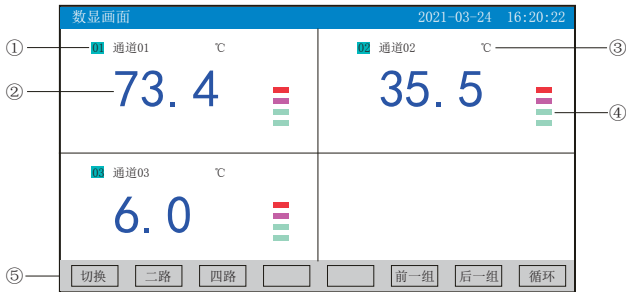 数显画面 2021-03-24 16:20:22
① 01 通道01 ℃ 02 通道02 ℃ ③
② 73.4 35.5 ④
03 通道03 ℃
6.0
⑤ 切换 二路 四路 前一组 后一组 循环